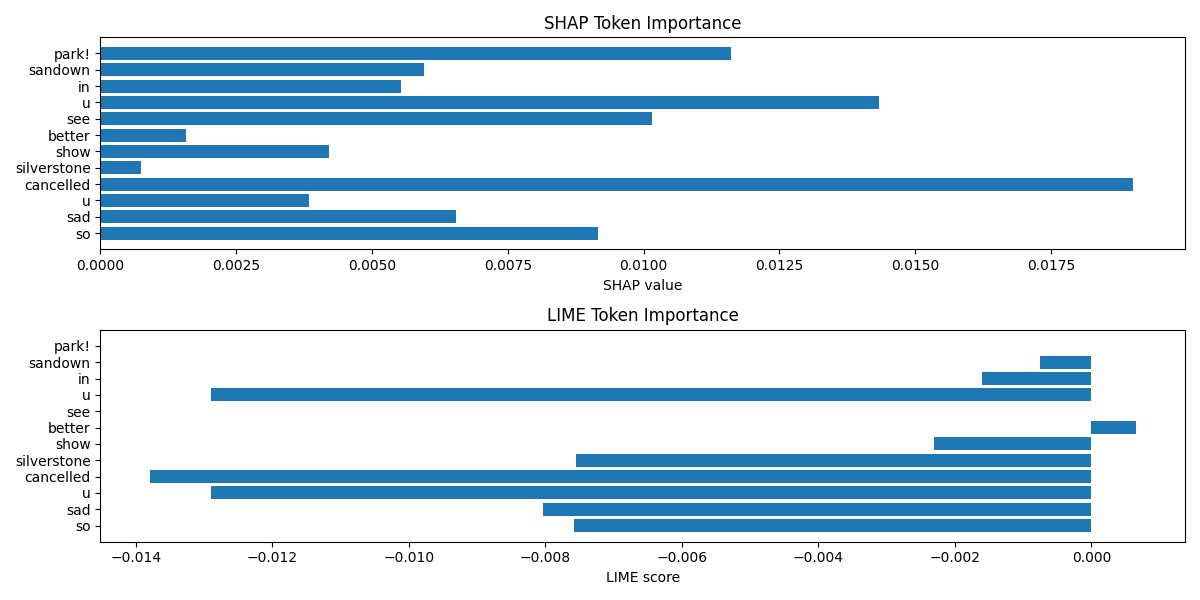 SHAP Token Importance
park!
sandown
in
u
see
better
show
silverstone
cancelled
u
sad
so
0.0000 0.0025 0.0050 0.0075 0.0100 0.0125 0.0150 0.0175
SHAP value
LIME Token Importance
park!
sandown
in
u
see
better
show
silverstone
cancelled
u
sad
so
−0.014 −0.012 −0.010 −0.008 −0.006 −0.004 −0.002 0.000
LIME score